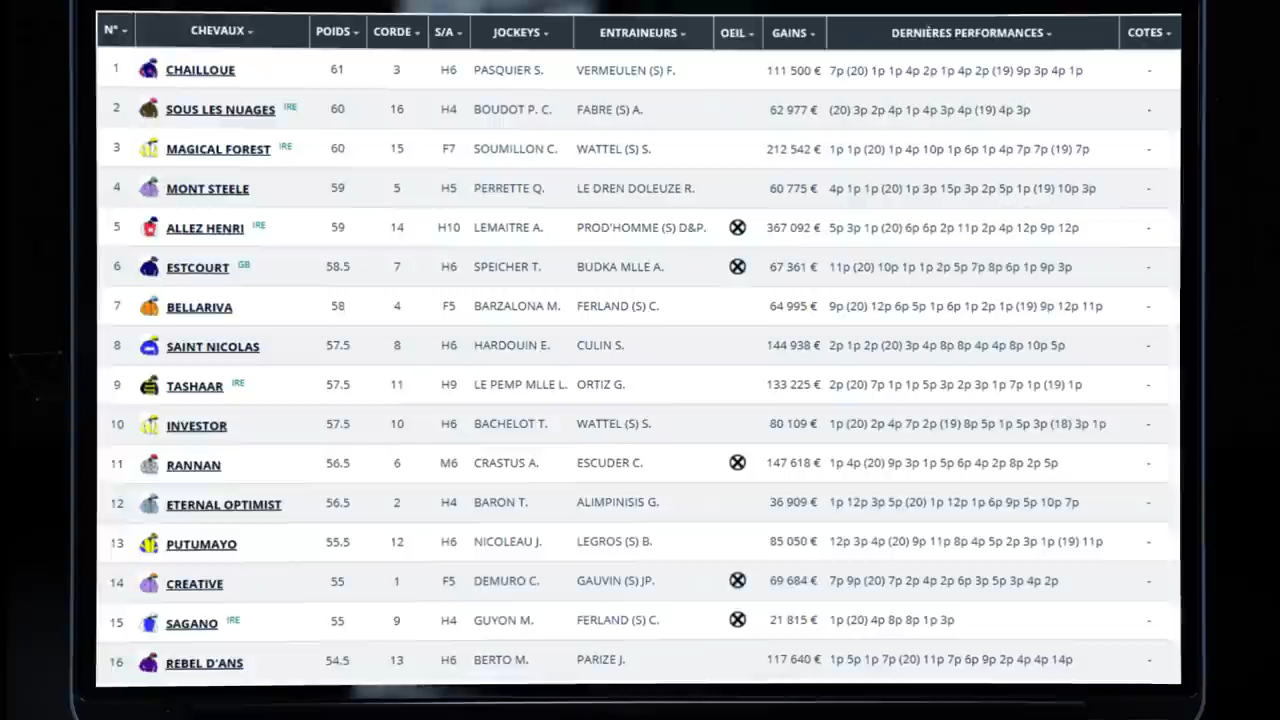 N° CHEVAUX POIDS CORDE S/A JOCKEYS ENTRAINEURS OEIL GAINS DERNIÈRES PERFORMANCES COTES
1 CHAILLOUE 61 3 H6 PASQUIER S. VERMEULEN (S) F. 111 500 € 7p (20) 1p 1p 4p 2p 1p 4p 2p (19) 9p 3p 4p 1p -
2 SOUS LES NUAGES IRE 60 16 H4 BOUDOT P. C. FABRE (S) A. 62 977 € (20) 3p 2p 4p 1p 4p 3p 4p (19) 4p 3p -
3 MAGICAL FOREST IRE 60 15 F7 SOUMILLON C. WATTEL (S) S. 212 542 € 1p 1p (20) 1p 4p 10p 1p 6p 1p 4p 7p 7p (19) 7p -
4 MONT STEELE 59 5 H5 PERRETTE Q. LE DREN DOLEUZE R. 60 775 € 4p 1p 1p (20) 1p 3p 15p 3p 2p 5p 1p (19) 10p 3p -
5 ALLEZ HENRI IRE 59 14 H10 LEMAITRE A. PROD'HOMME (S) D&P. 367 092 € 5p 3p 1p (20) 6p 6p 2p 11p 2p 4p 12p 9p 12p -
6 ESTCOURT GB 58.5 7 H6 SPEICHER T. BUDKA MLLE A. 67 361 € 11p (20) 10p 1p 1p 2p 5p 7p 8p 6p 1p 9p 3p -
7 BELLARIVA 58 4 F5 BARZALONA M. FERLAND (S) C. 64 995 € 9p (20) 12p 6p 5p 1p 6p 1p 2p 1p (19) 9p 12p 11p -
8 SAINT NICOLAS 57.5 8 H6 HARDOUIN E. CULIN S. 144 938 € 2p 1p 2p (20) 3p 4p 8p 8p 4p 4p 8p 10p 5p -
9 TASHAAR IRE 57.5 11 H9 LE PEMP MLLE L. ORTIZ G. 133 225 € 2p (20) 7p 1p 1p 5p 3p 2p 3p 1p 7p 1p (19) 1p -
10 INVESTOR 57.5 10 H6 BACHELOT T. WATTEL (S) S. 80 109 € 1p (20) 2p 4p 7p 2p (19) 8p 5p 1p 5p 3p (18) 3p 1p -
11 RANNAN 56.5 6 M6 CRASTUS A. ESCUDER C. 147 618 € 1p 4p (20) 9p 3p 1p 5p 6p 4p 2p 8p 2p 5p -
12 ETERNAL OPTIMIST 56.5 2 H4 BARON T. ALIMPINISIS G. 36 909 € 1p 12p 3p 5p (20) 1p 12p 1p 6p 9p 5p 10p 7p -
13 PUTUMAYO 55.5 12 H6 NICOLEAU J. LEGROS (S) B. 85 050 € 12p 3p 4p (20) 9p 11p 8p 4p 5p 2p 3p 1p (19) 11p -
14 CREATIVE 55 1 F5 DEMURO C. GAUVIN (S) JP. 69 684 € 7p 9p (20) 7p 2p 4p 2p 6p 3p 5p 3p 4p 2p -
15 SAGANO IRE 55 9 H4 GUYON M. FERLAND (S) C. 21 815 € 1p (20) 4p 8p 8p 1p 3p -
16 REBEL D'ANS 54.5 13 H6 BERTO M. PARIZE J. 117 640 € 1p 5p 1p 7p (20) 11p 7p 6p 9p 2p 4p 4p 14p -